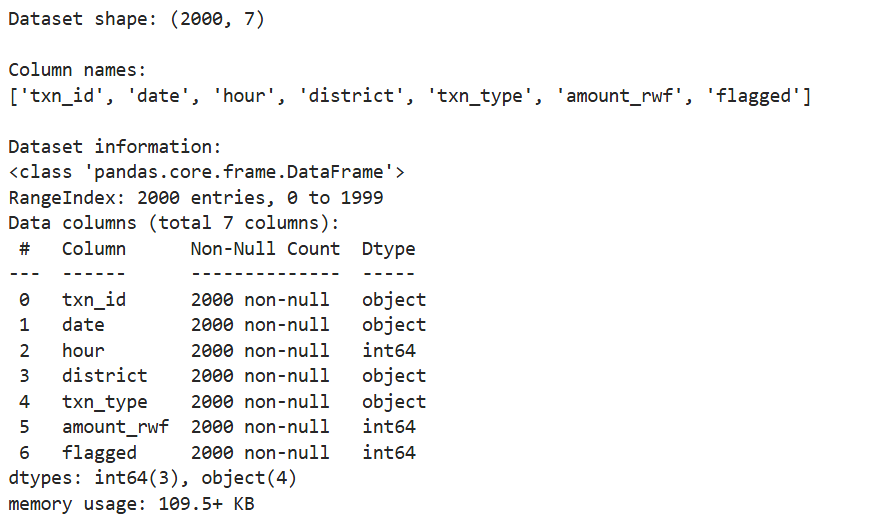 Dataset shape: (2000, 7)

Column names:
['txn_id', 'date', 'hour', 'district', 'txn_type', 'amount_rwf', 'flagged']

Dataset information:
<class 'pandas.core.frame.DataFrame'>
RangeIndex: 2000 entries, 0 to 1999
Data columns (total 7 columns):
 #   Column      Non-Null Count  Dtype
---  ------      --------------  -----
 0   txn_id      2000 non-null   object
 1   date        2000 non-null   object
 2   hour        2000 non-null   int64
 3   district    2000 non-null   object
 4   txn_type    2000 non-null   object
 5   amount_rwf  2000 non-null   int64
 6   flagged     2000 non-null   int64
dtypes: int64(3), object(4)
memory usage: 109.5+ KB